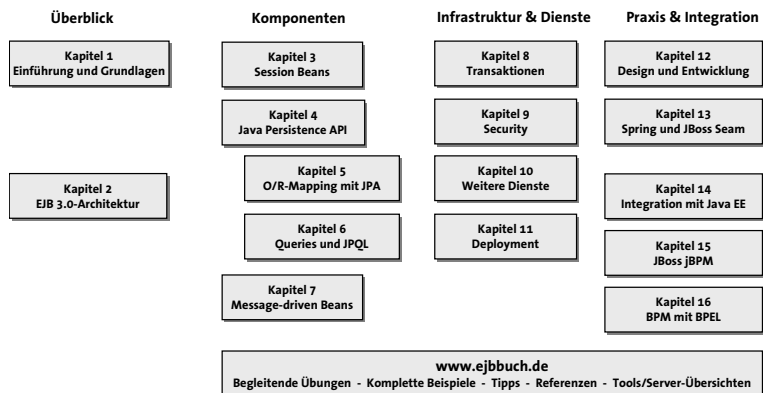 Überblick
Kapitel 1
Einführung und Grundlagen
Kapitel 2
EJB 3.0-Architektur
Komponenten
Kapitel 3
Session Beans
Kapitel 4
Java Persistence API
Kapitel 5
O/R-Mapping mit JPA
Kapitel 6
Queries und JPQL
Kapitel 7
Message-driven Beans
Infrastruktur & Dienste
Kapitel 8
Transaktionen
Kapitel 9
Security
Kapitel 10
Weitere Dienste
Kapitel 11
Deployment
Praxis & Integration
Kapitel 12
Design und Entwicklung
Kapitel 13
Spring und JBoss Seam
Kapitel 14
Integration mit Java EE
Kapitel 15
JBoss jBPM
Kapitel 16
BPM mit BPEL
www.ejbbuch.de
Begleitende Übungen - Komplette Beispiele - Tipps - Referenzen - Tools/Server-Übersichten